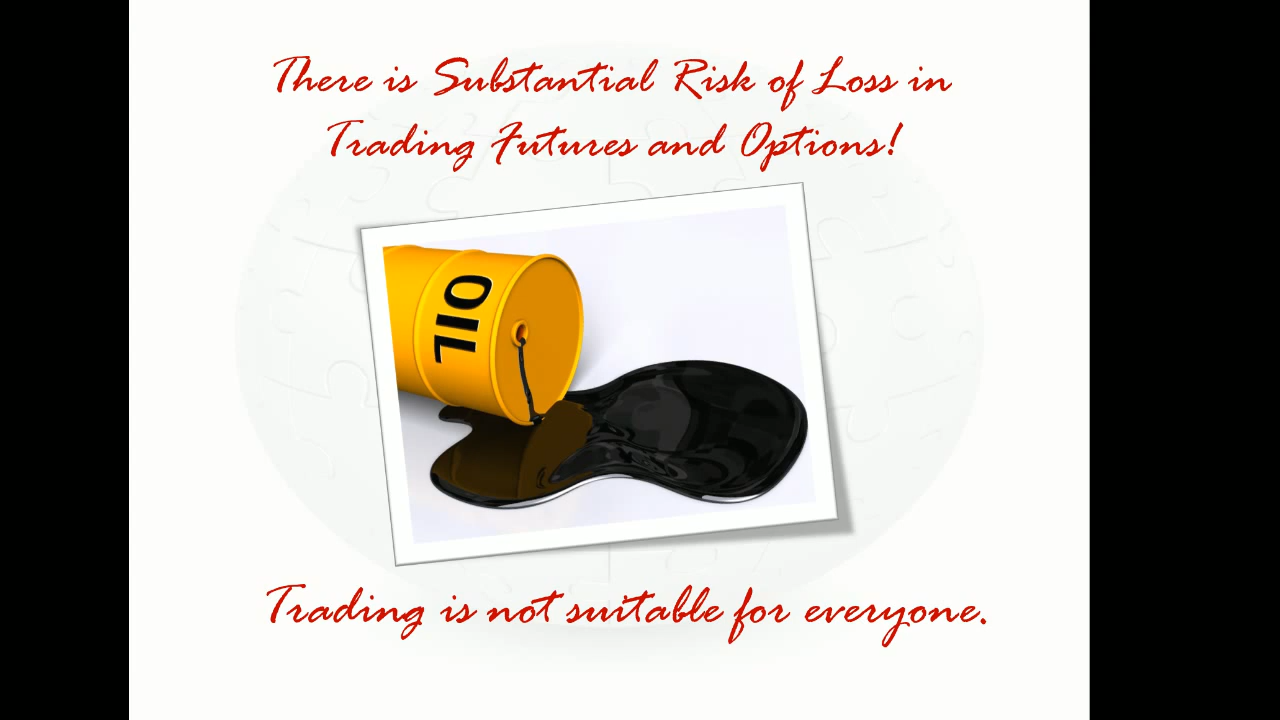 There is Substantial Risk of Loss in
Trading Futures and Options!
OIL
Trading is not suitable for everyone.